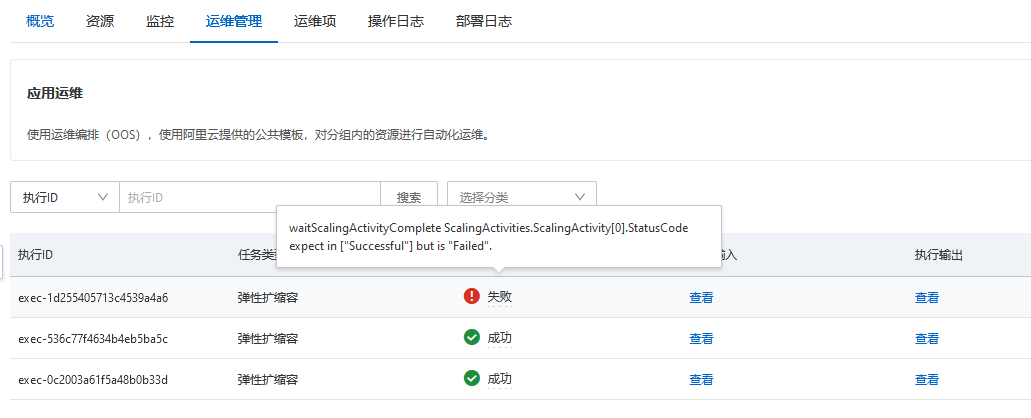 概览 资源 监控 运维管理 运维项 操作日志 部署日志
应用运维
使用运维编排（OOS），使用阿里云提供的公共模板，对分组内的资源进行自动化运维。
执行ID 执行ID 搜索 选择分类
waitScalingActivityComplete ScalingActivities.ScalingActivity[0].StatusCode
expect in ["Successful"] but is "Failed".
执行ID 任务类 入 执行输出
exec-1d255405713c4539a4a6 弹性扩缩容 失败 查看 查看
exec-536c77f4634b4eb5ba5c 弹性扩缩容 成功 查看 查看
exec-0c2003a61f5a48b0b33d 弹性扩缩容 成功 查看 查看